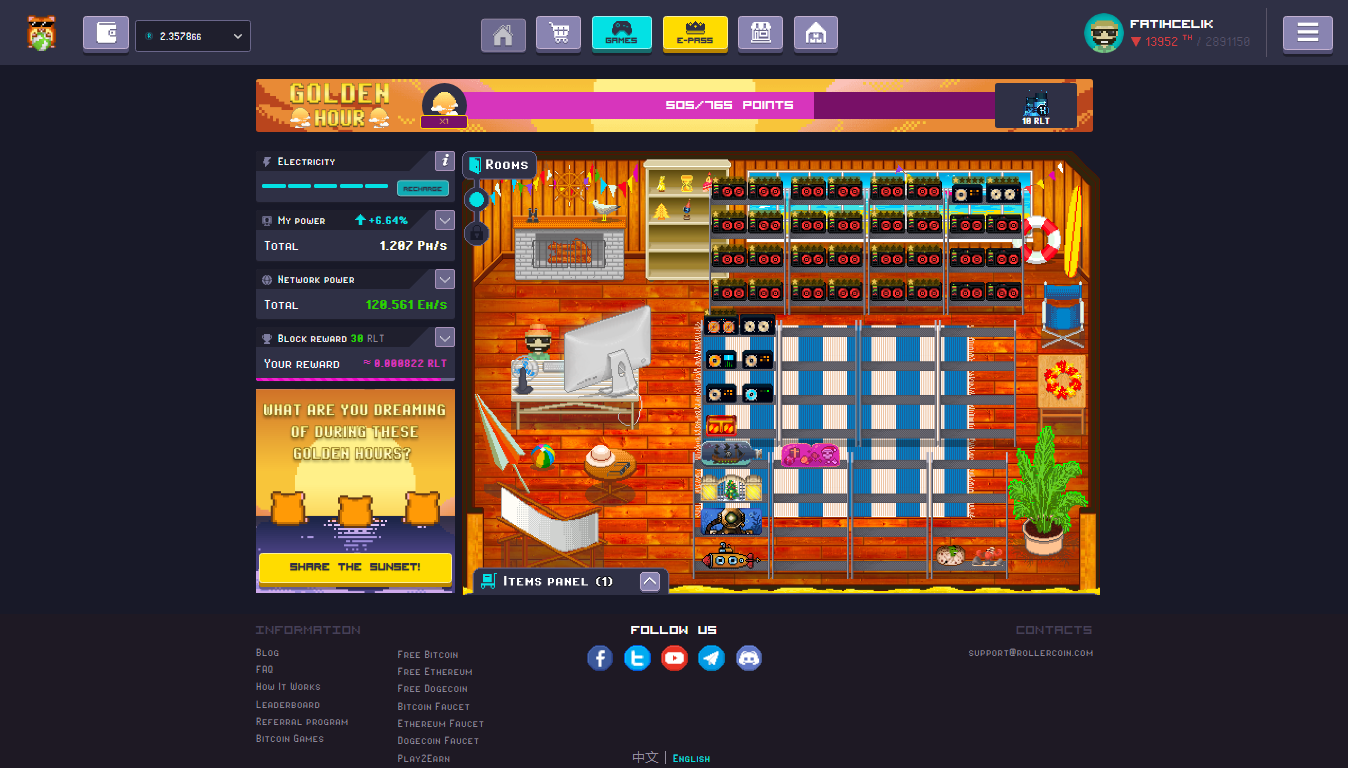 2.357866
GAMES
E-PASS
FATIHCELIK
13952 TH / 2891150
GOLDEN
HOUR
X1
505/765 POINTS
10 RLT
Electricity
i
RECHARGE
My power
+6.64%
Total
1.207 Ph/s
Network power
Total
120.561 Eh/s
Block reward 30 RLT
Your reward
≈ 0.000822 RLT
WHAT ARE YOU DREAMING
OF DURING THESE
GOLDEN HOURS?
SHARE THE SUNSET!
Rooms
Items panel (1)
INFORMATION
Blog
FAQ
How It Works
Leaderboard
Referral program
Bitcoin Games
Free Bitcoin
Free Ethereum
Free Dogecoin
Bitcoin Faucet
Ethereum Faucet
Dogecoin Faucet
Play2Earn
FOLLOW US
中文 | English
CONTACTS
support@rollercoin.com